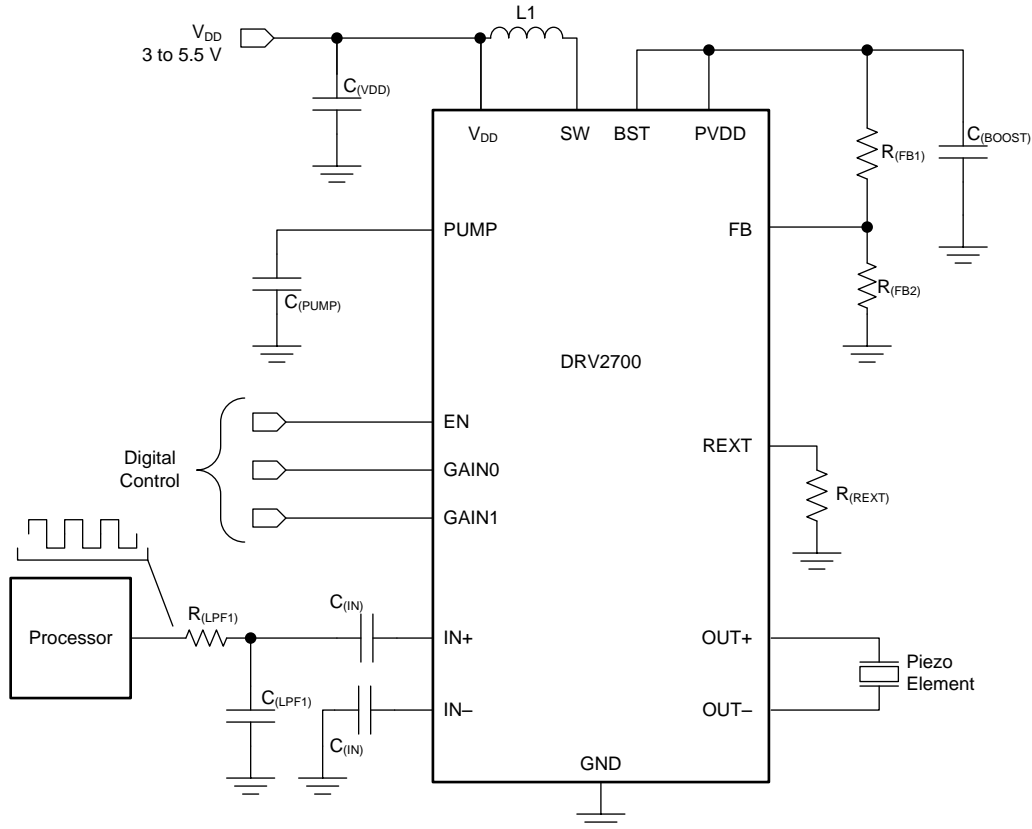 L1
V_DD
3 to 5.5 V
C_(VDD)
V_DD
SW
BST
PVDD
R_(FB1)
C_(BOOST)
PUMP
FB
C_(PUMP)
R_(FB2)
DRV2700
EN
REXT
Digital
Control
GAIN0
R_(REXT)
GAIN1
Processor
R_(LPF1)
C_(IN)
IN+
OUT+
Piezo
Element
C_(LPF1)
IN–
OUT–
C_(IN)
GND